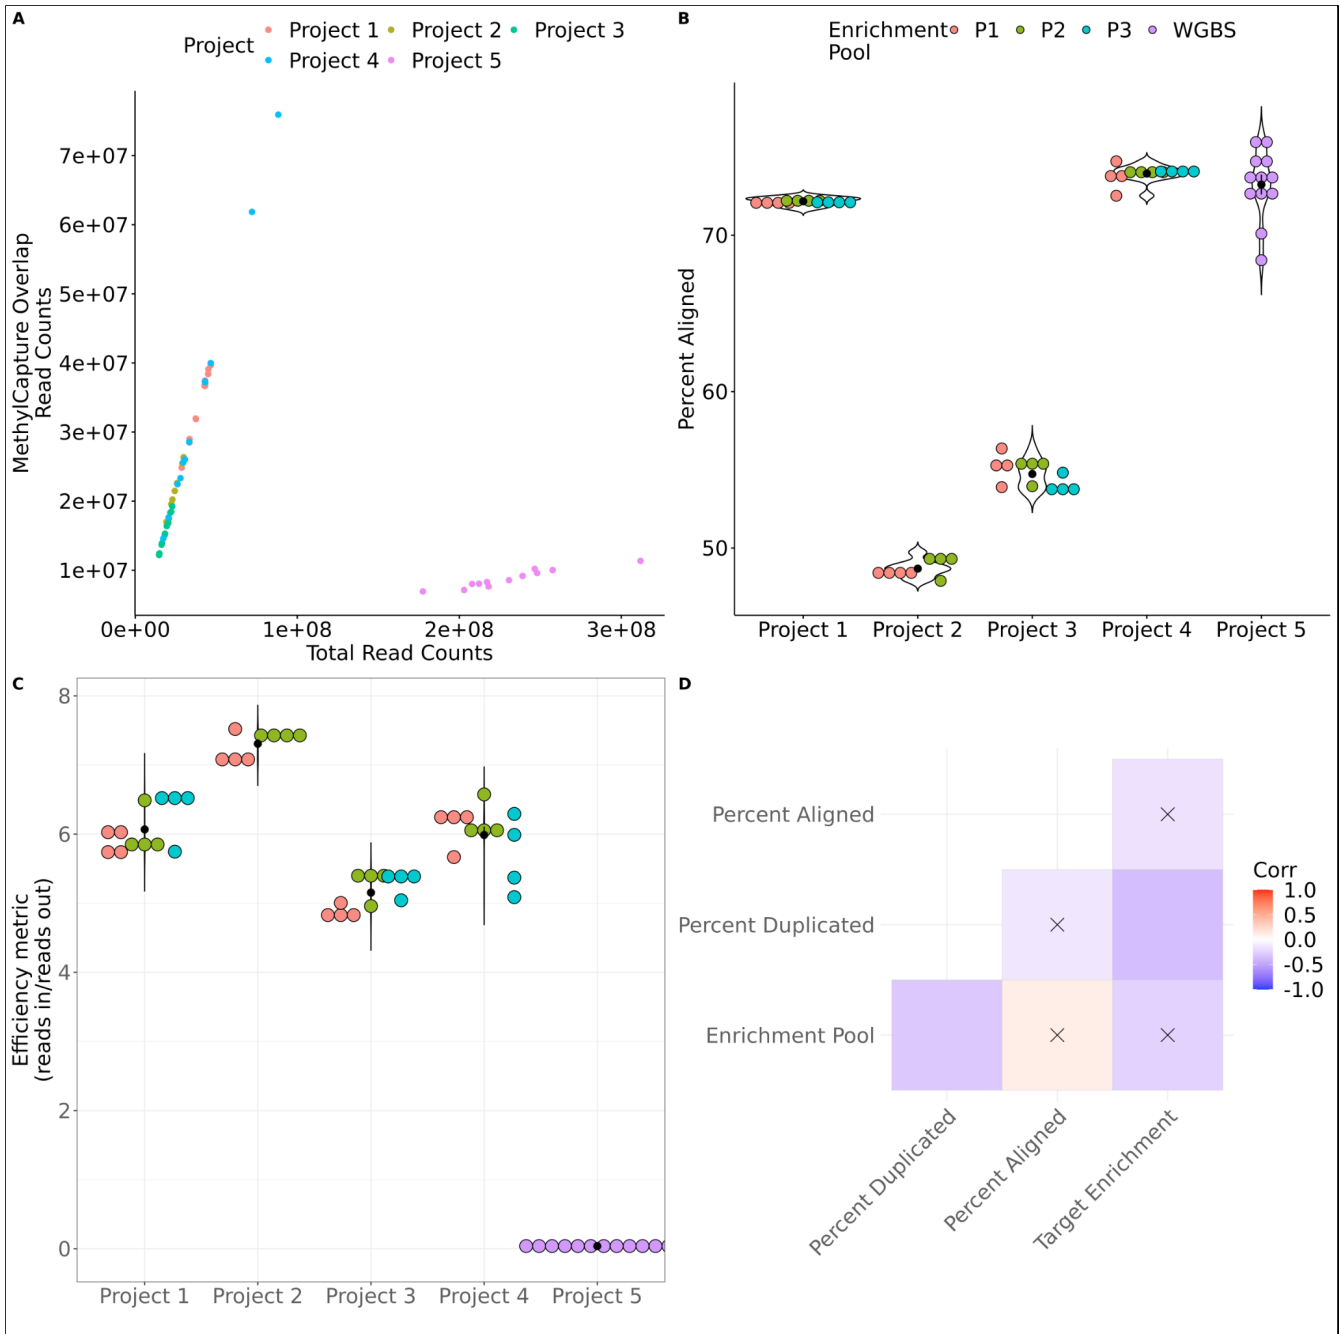 A
Project
Project 1
Project 2
Project 3
Project 4
Project 5
MethylCapture Overlap
Read Counts
7e+07
6e+07
5e+07
4e+07
3e+07
2e+07
1e+07
0e+00
1e+08
2e+08
3e+08
Total Read Counts
B
Enrichment
Pool
P1
P2
P3
WGBS
Percent Aligned
70
60
50
Project 1
Project 2
Project 3
Project 4
Project 5
C
Efficiency metric
(reads in/reads out)
8
6
4
2
0
Project 1
Project 2
Project 3
Project 4
Project 5
D
Percent Aligned
Percent Duplicated
Enrichment Pool
Percent Duplicated
Percent Aligned
Target Enrichment
Corr
1.0
0.5
0.0
-0.5
-1.0